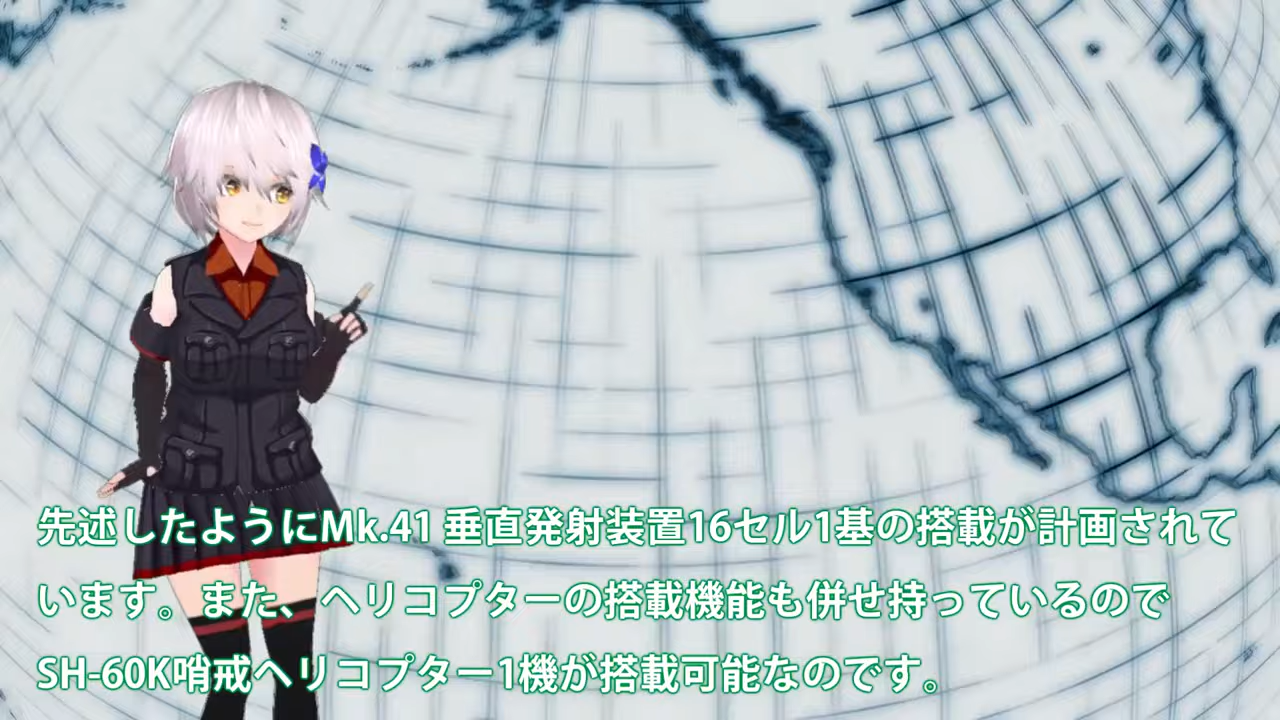 先述したようにMk.41 垂直発射装置16セル1基の搭載が計画されて
います。また、ヘリコプターの搭載機能も併せ持っているので
SH-60K哨戒ヘリコプター1機が搭載可能なのです。